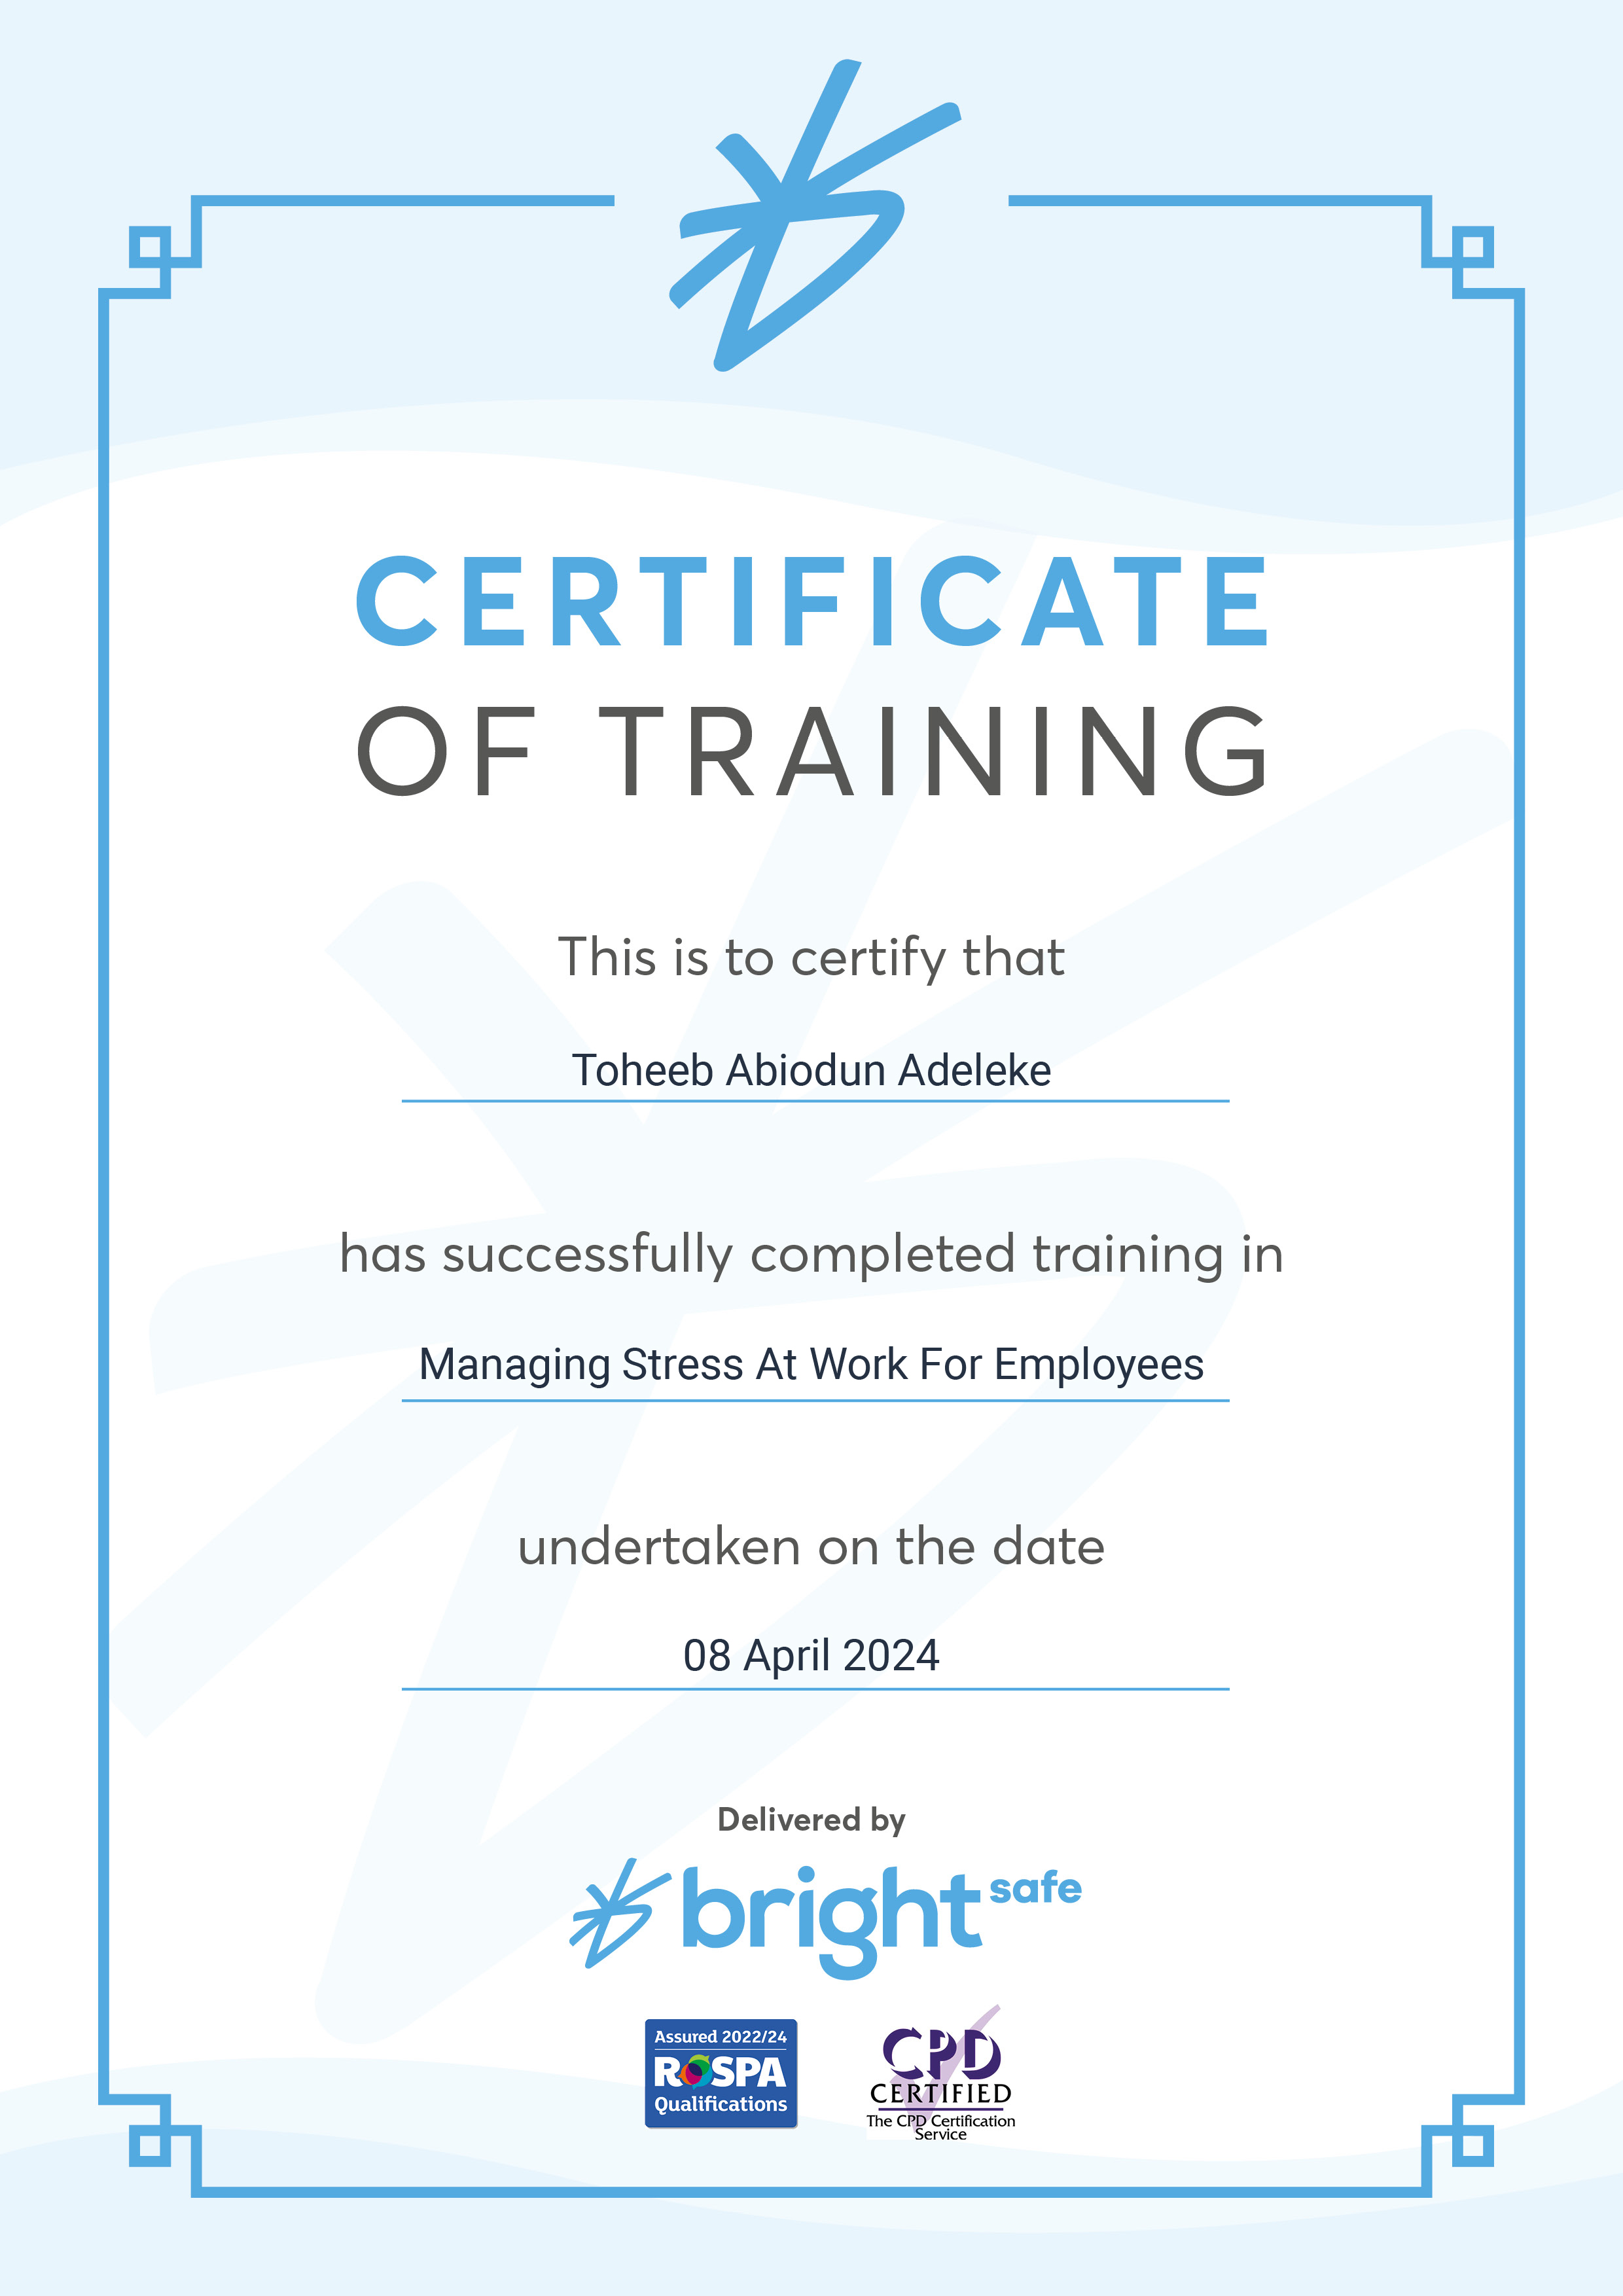 CERTIFICATE
OF TRAINING
This is to certify that
Toheeb Abiodun Adeleke
has successfully completed training in
Managing Stress At Work For Employees
undertaken on the date
08 April 2024
Delivered by
bright safe
Assured 2022/24
RoSPA
Qualifications
CPD
CERTIFIED
The CPD Certification
Service